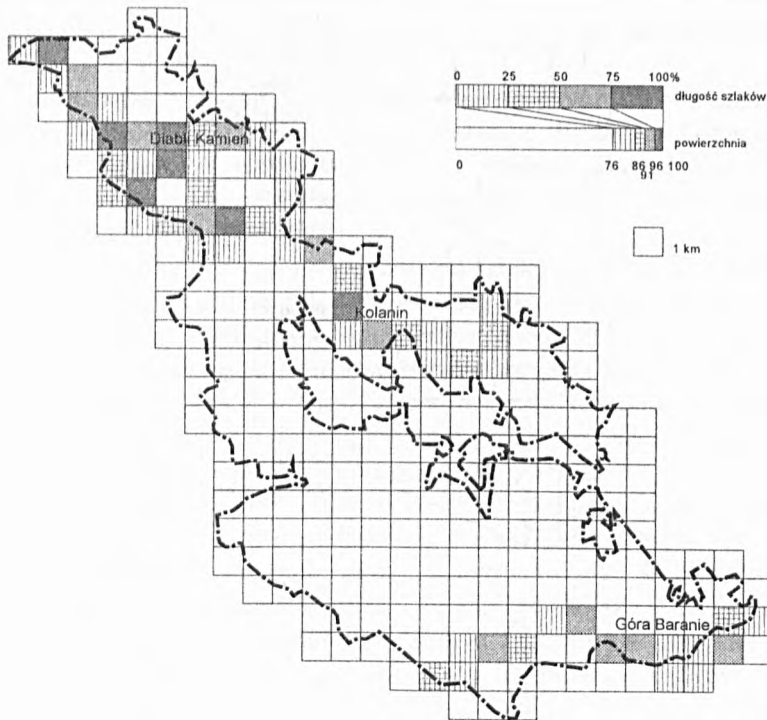 0 25 50 75 100%
długość szlaków
powierzchnia
0 76 86 96 100
91
1 km
Diabli Kamień
Kolanin
Góra Baranie